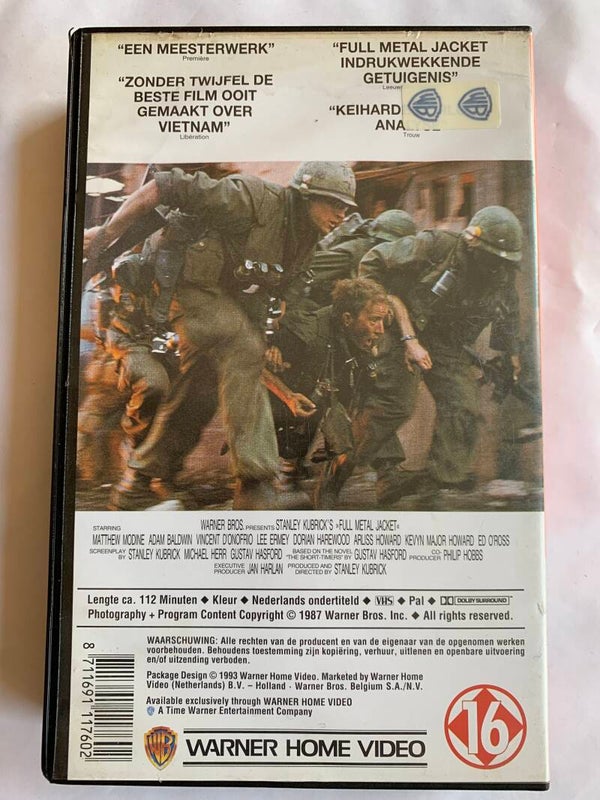 “EEN MEESTERWERK”
Première
“ZONDER TWIJFEL DE
BESTE FILM OOIT
GEMAAKT OVER
VIETNAM”
Libération
“FULL METAL JACKET
INDRUKWEKKENDE
GETUIGENIS”
“KEIHARD
Trouw
STARRING WARNER BROS. PRESENTS STANLEY KUBRICK'S »FULL METAL JACKET«
MATTHEW MODINE ADAM BALDWIN VINCENT D'ONOFRIO LEE ERMEY DORIAN HAREWOOD ARLISS HOWARD KEVYN MAJOR HOWARD ED O'ROSS
SCREENPLAY BY STANLEY KUBRICK MICHAEL HERR GUSTAV HASFORD BASED ON THE NOVEL "THE SHORT-TIMERS" BY GUSTAV HASFORD CO-PRODUCER PHILIP HOBBS
EXECUTIVE PRODUCER JAN HARLAN PRODUCED AND DIRECTED BY STANLEY KUBRICK
Lengte ca. 112 Minuten ◆ Kleur ◆ Nederlands ondertiteld ◆ VHS ◆ Pal ◆ DOLBY SURROUND
Photography + Program Content Copyright © 1987 Warner Bros. Inc. ◆ All rights reserved.
WAARSCHUWING: Alle rechten van de producent en van de eigenaar van de opgenomen werken
voorbehouden. Behoudens toestemming zijn kopiëring, verhuur, uitlenen en openbare uitvoering
en/of uitzending verboden.
Package Design © 1993 Warner Home Video. Marketed by Warner Home
Video (Netherlands) B.V. – Holland · Warner Bros. Belgium S.A./N.V.
Available exclusively through WARNER HOME VIDEO
A Time Warner Entertainment Company
8 711691 117602
WB WARNER HOME VIDEO
16